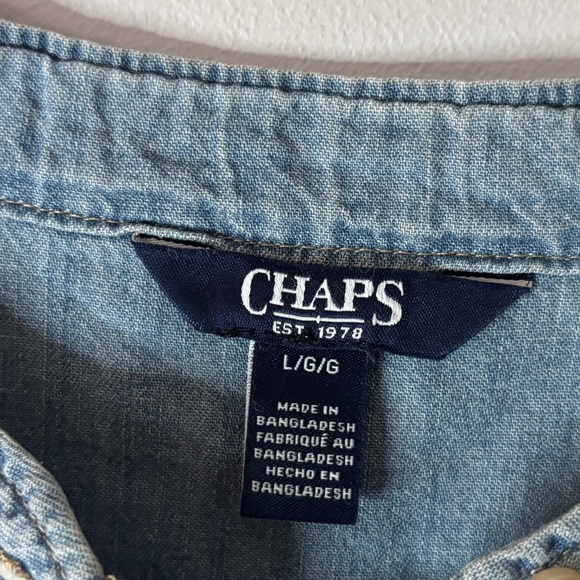 CHAPS
EST. 1978
L/G/G
MADE IN
BANGLADESH
FABRIQUÉ AU
BANGLADESH
HECHO EN
BANGLADESH